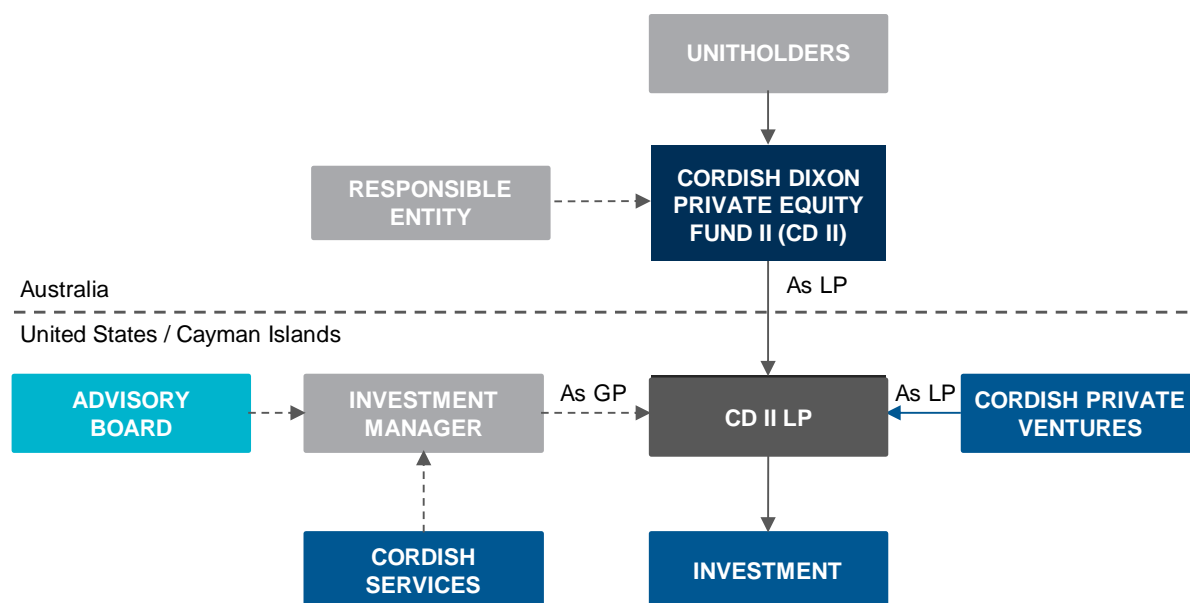 UNITHOLDERS
RESPONSIBLE
ENTITY
CORDISH DIXON
PRIVATE EQUITY
FUND II (CD II)
As LP
Australia
United States / Cayman Islands
ADVISORY
BOARD
INVESTMENT
MANAGER
As GP
CD II LP
As LP
CORDISH PRIVATE
VENTURES
CORDISH
SERVICES
INVESTMENT